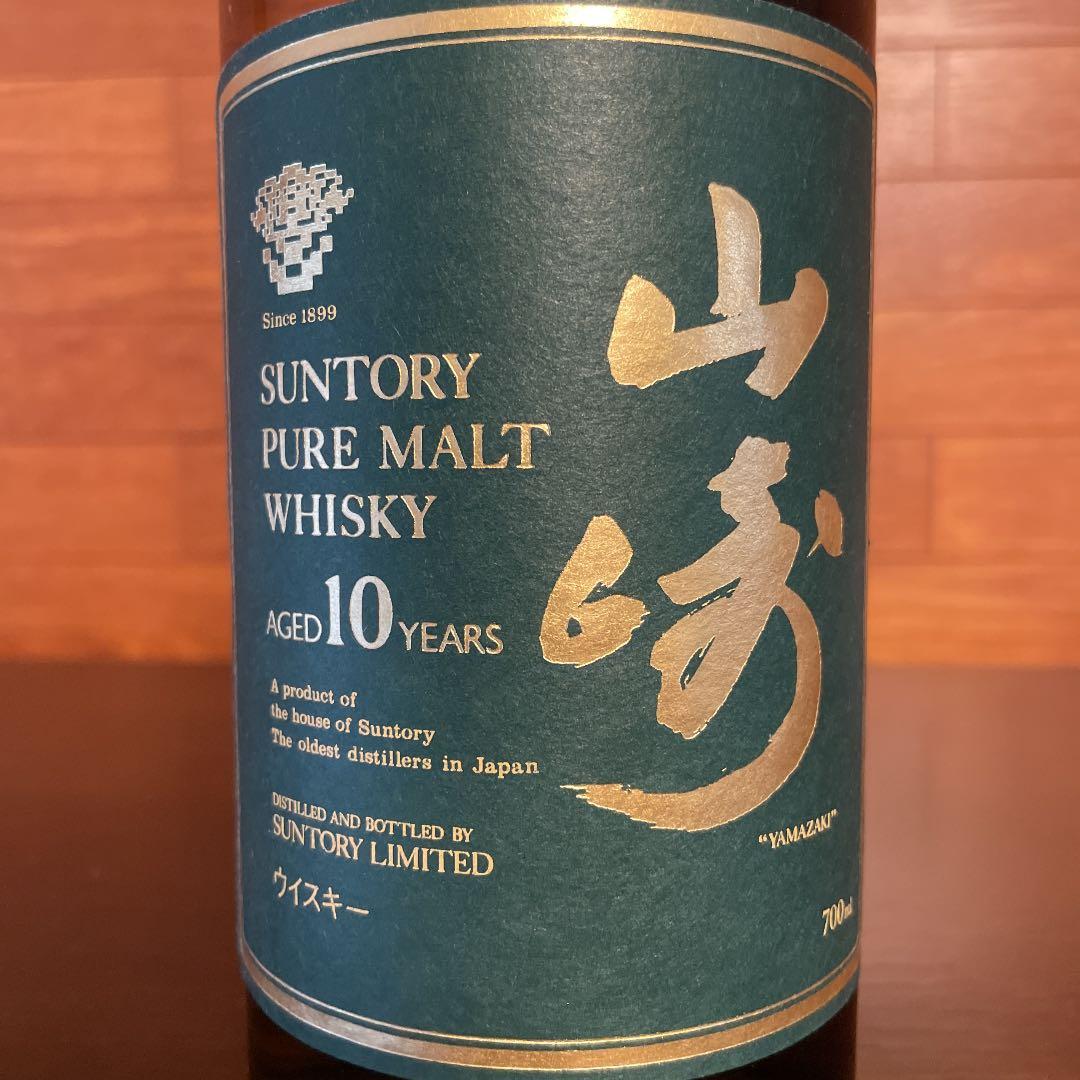 Since 1899
SUNTORY
PURE MALT
WHISKY
AGED 10 YEARS
A product of
the house of Suntory
The oldest distillers in Japan
DISTILLED AND BOTTLED BY
SUNTORY LIMITED
ウイスキー
山崎
"YAMAZAKI"
700ml